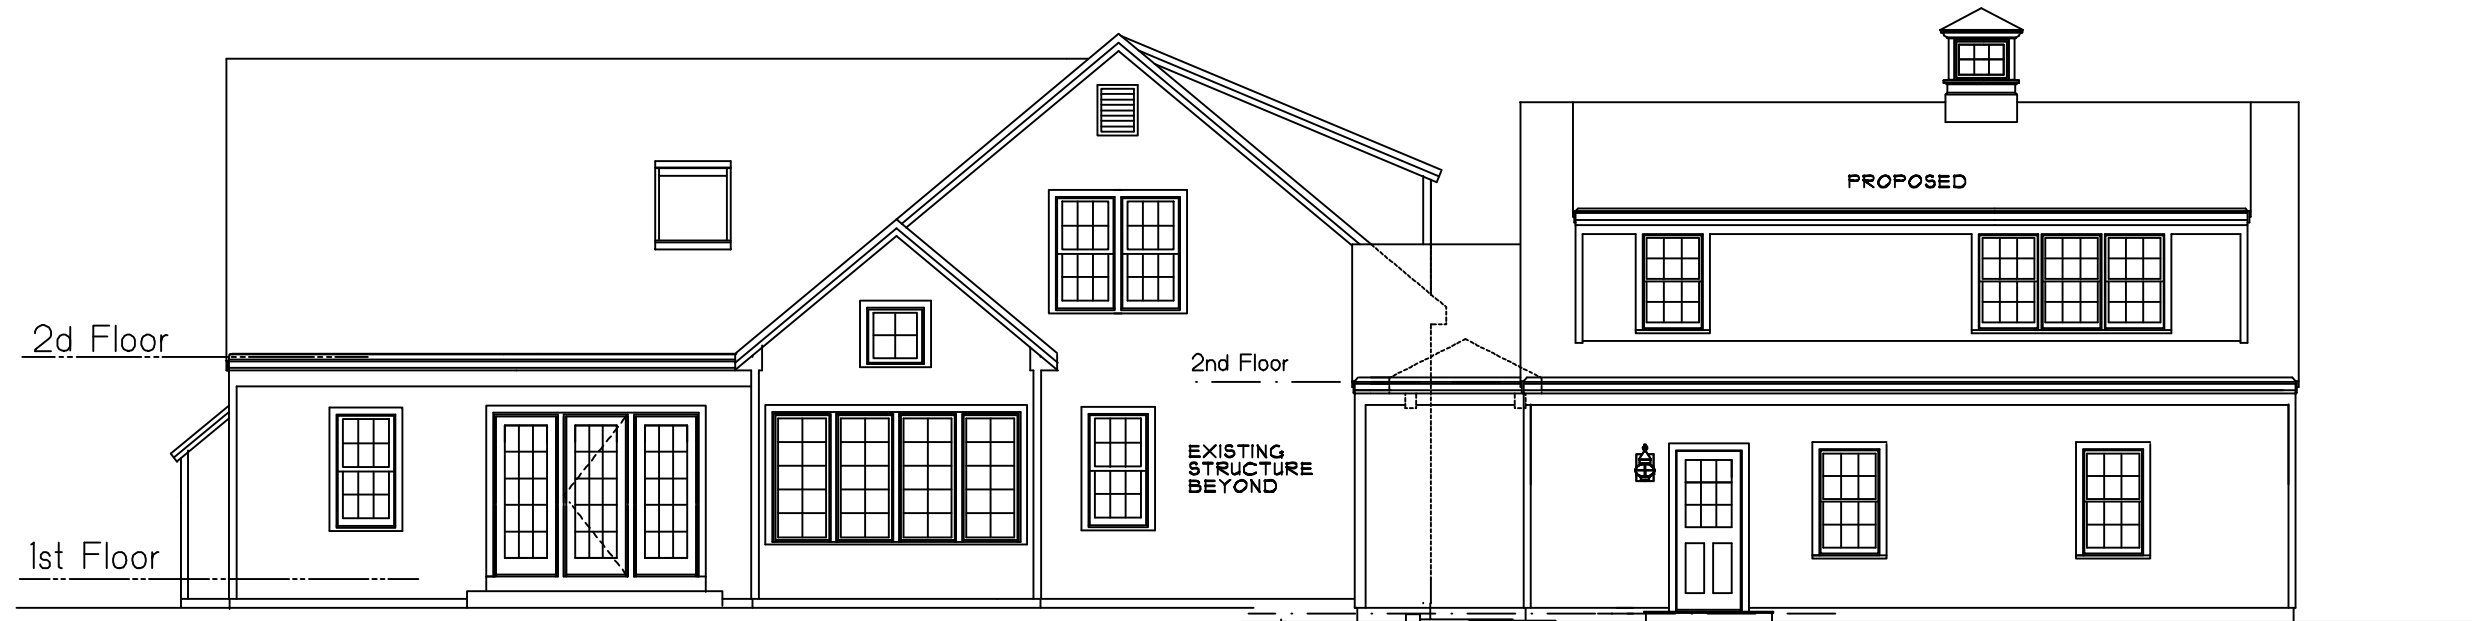 PROPOSED
2d Floor
2nd Floor
EXISTING
STRUCTURE
BEYOND
1st Floor